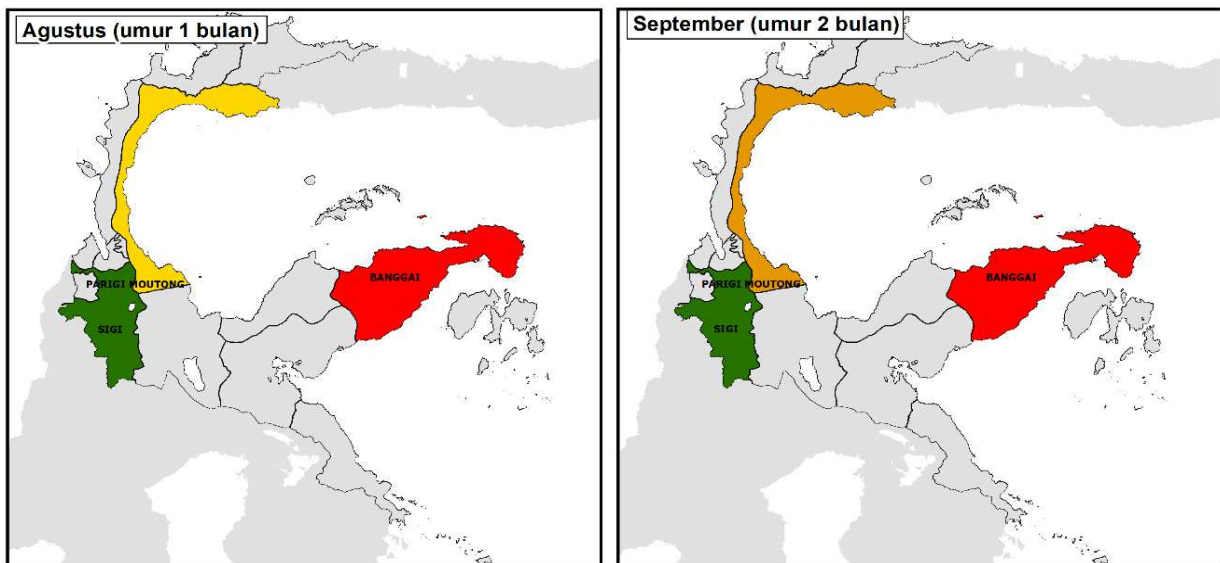 Agustus (umur 1 bulan)
BANGGAI
PARIGI MOUTONG
SIGI
September (umur 2 bulan)
BANGGAI
PARIGI MOUTONG
SIGI